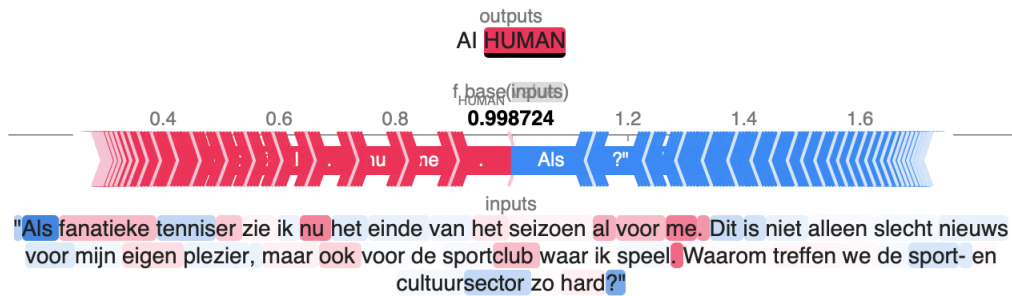 outputs
AI HUMAN
f (inputs)
HUMAN
0.4 0.6 0.8 0.998724 1.2 1.4 1.6
. nu me . Als ?"
inputs
"Als fanatieke tenniser zie ik nu het einde van het seizoen al voor me. Dit is niet alleen slecht nieuws
voor mijn eigen plezier, maar ook voor de sportclub waar ik speel. Waarom treffen we de sport- en
cultuursector zo hard?"